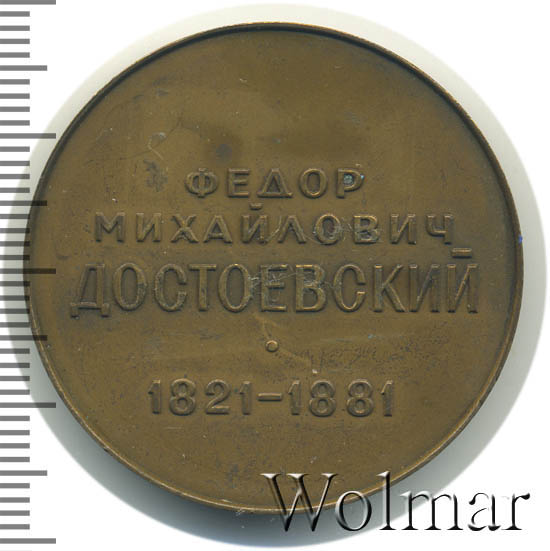 ФЕДОР
МИХАЙЛОВИЧ
ДОСТОЕВСКИЙ
1821-1881
Wolmar